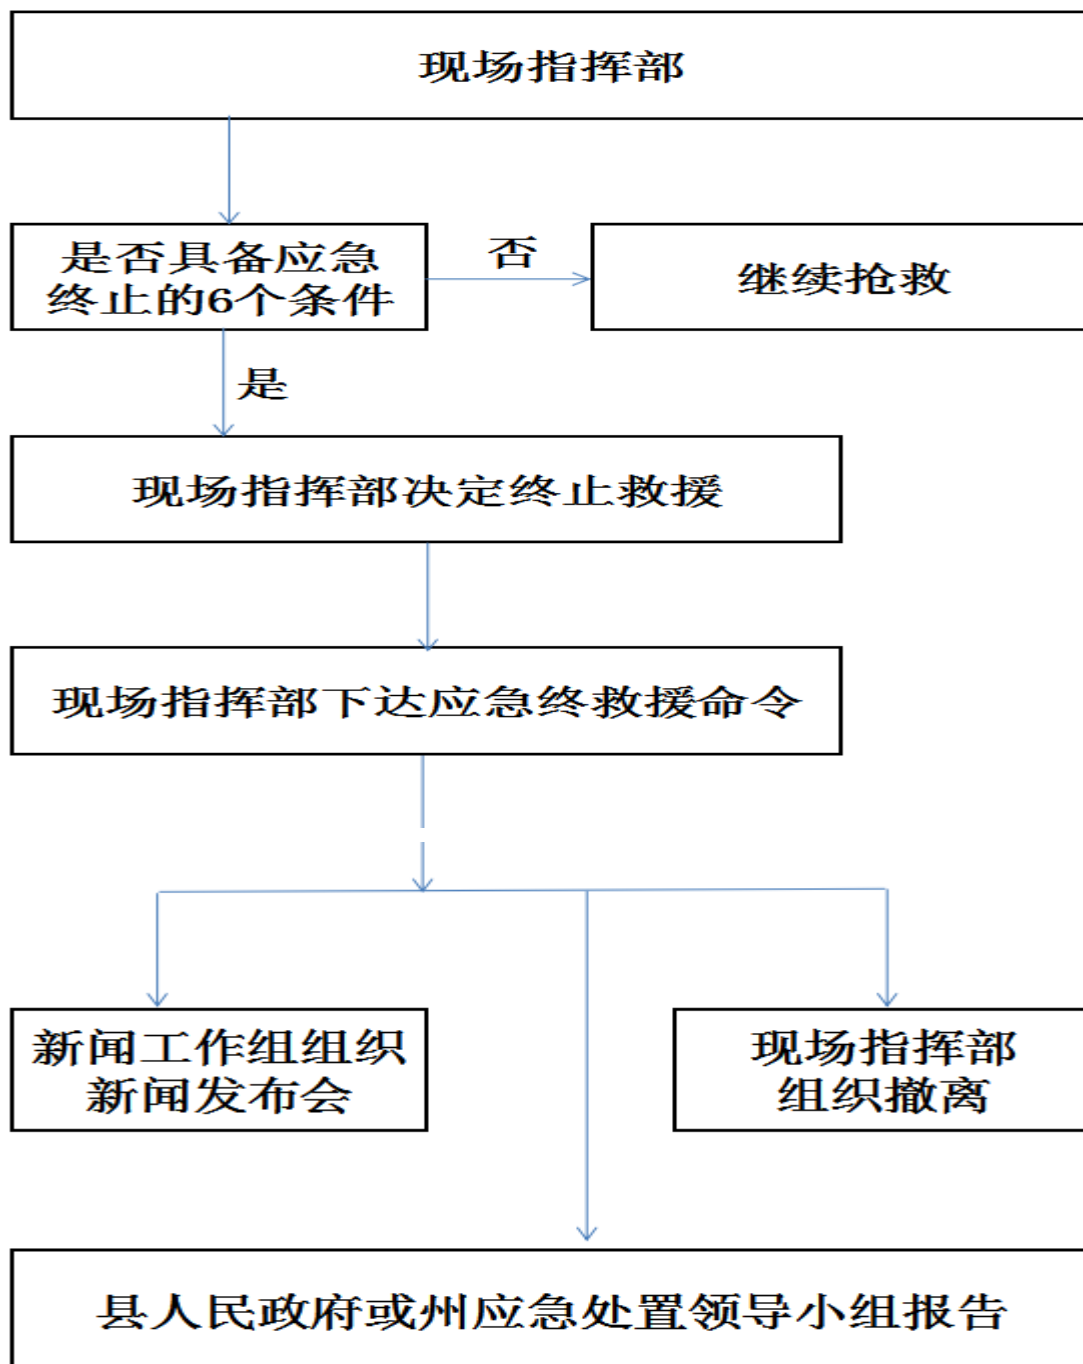 现场指挥部
是否具备应急
终止的6个条件
否
继续抢救
是
现场指挥部决定终止救援
现场指挥部下达应急终救援命令
新闻工作组组织
新闻发布会
现场指挥部
组织撤离
县人民政府或州应急处置领导小组报告